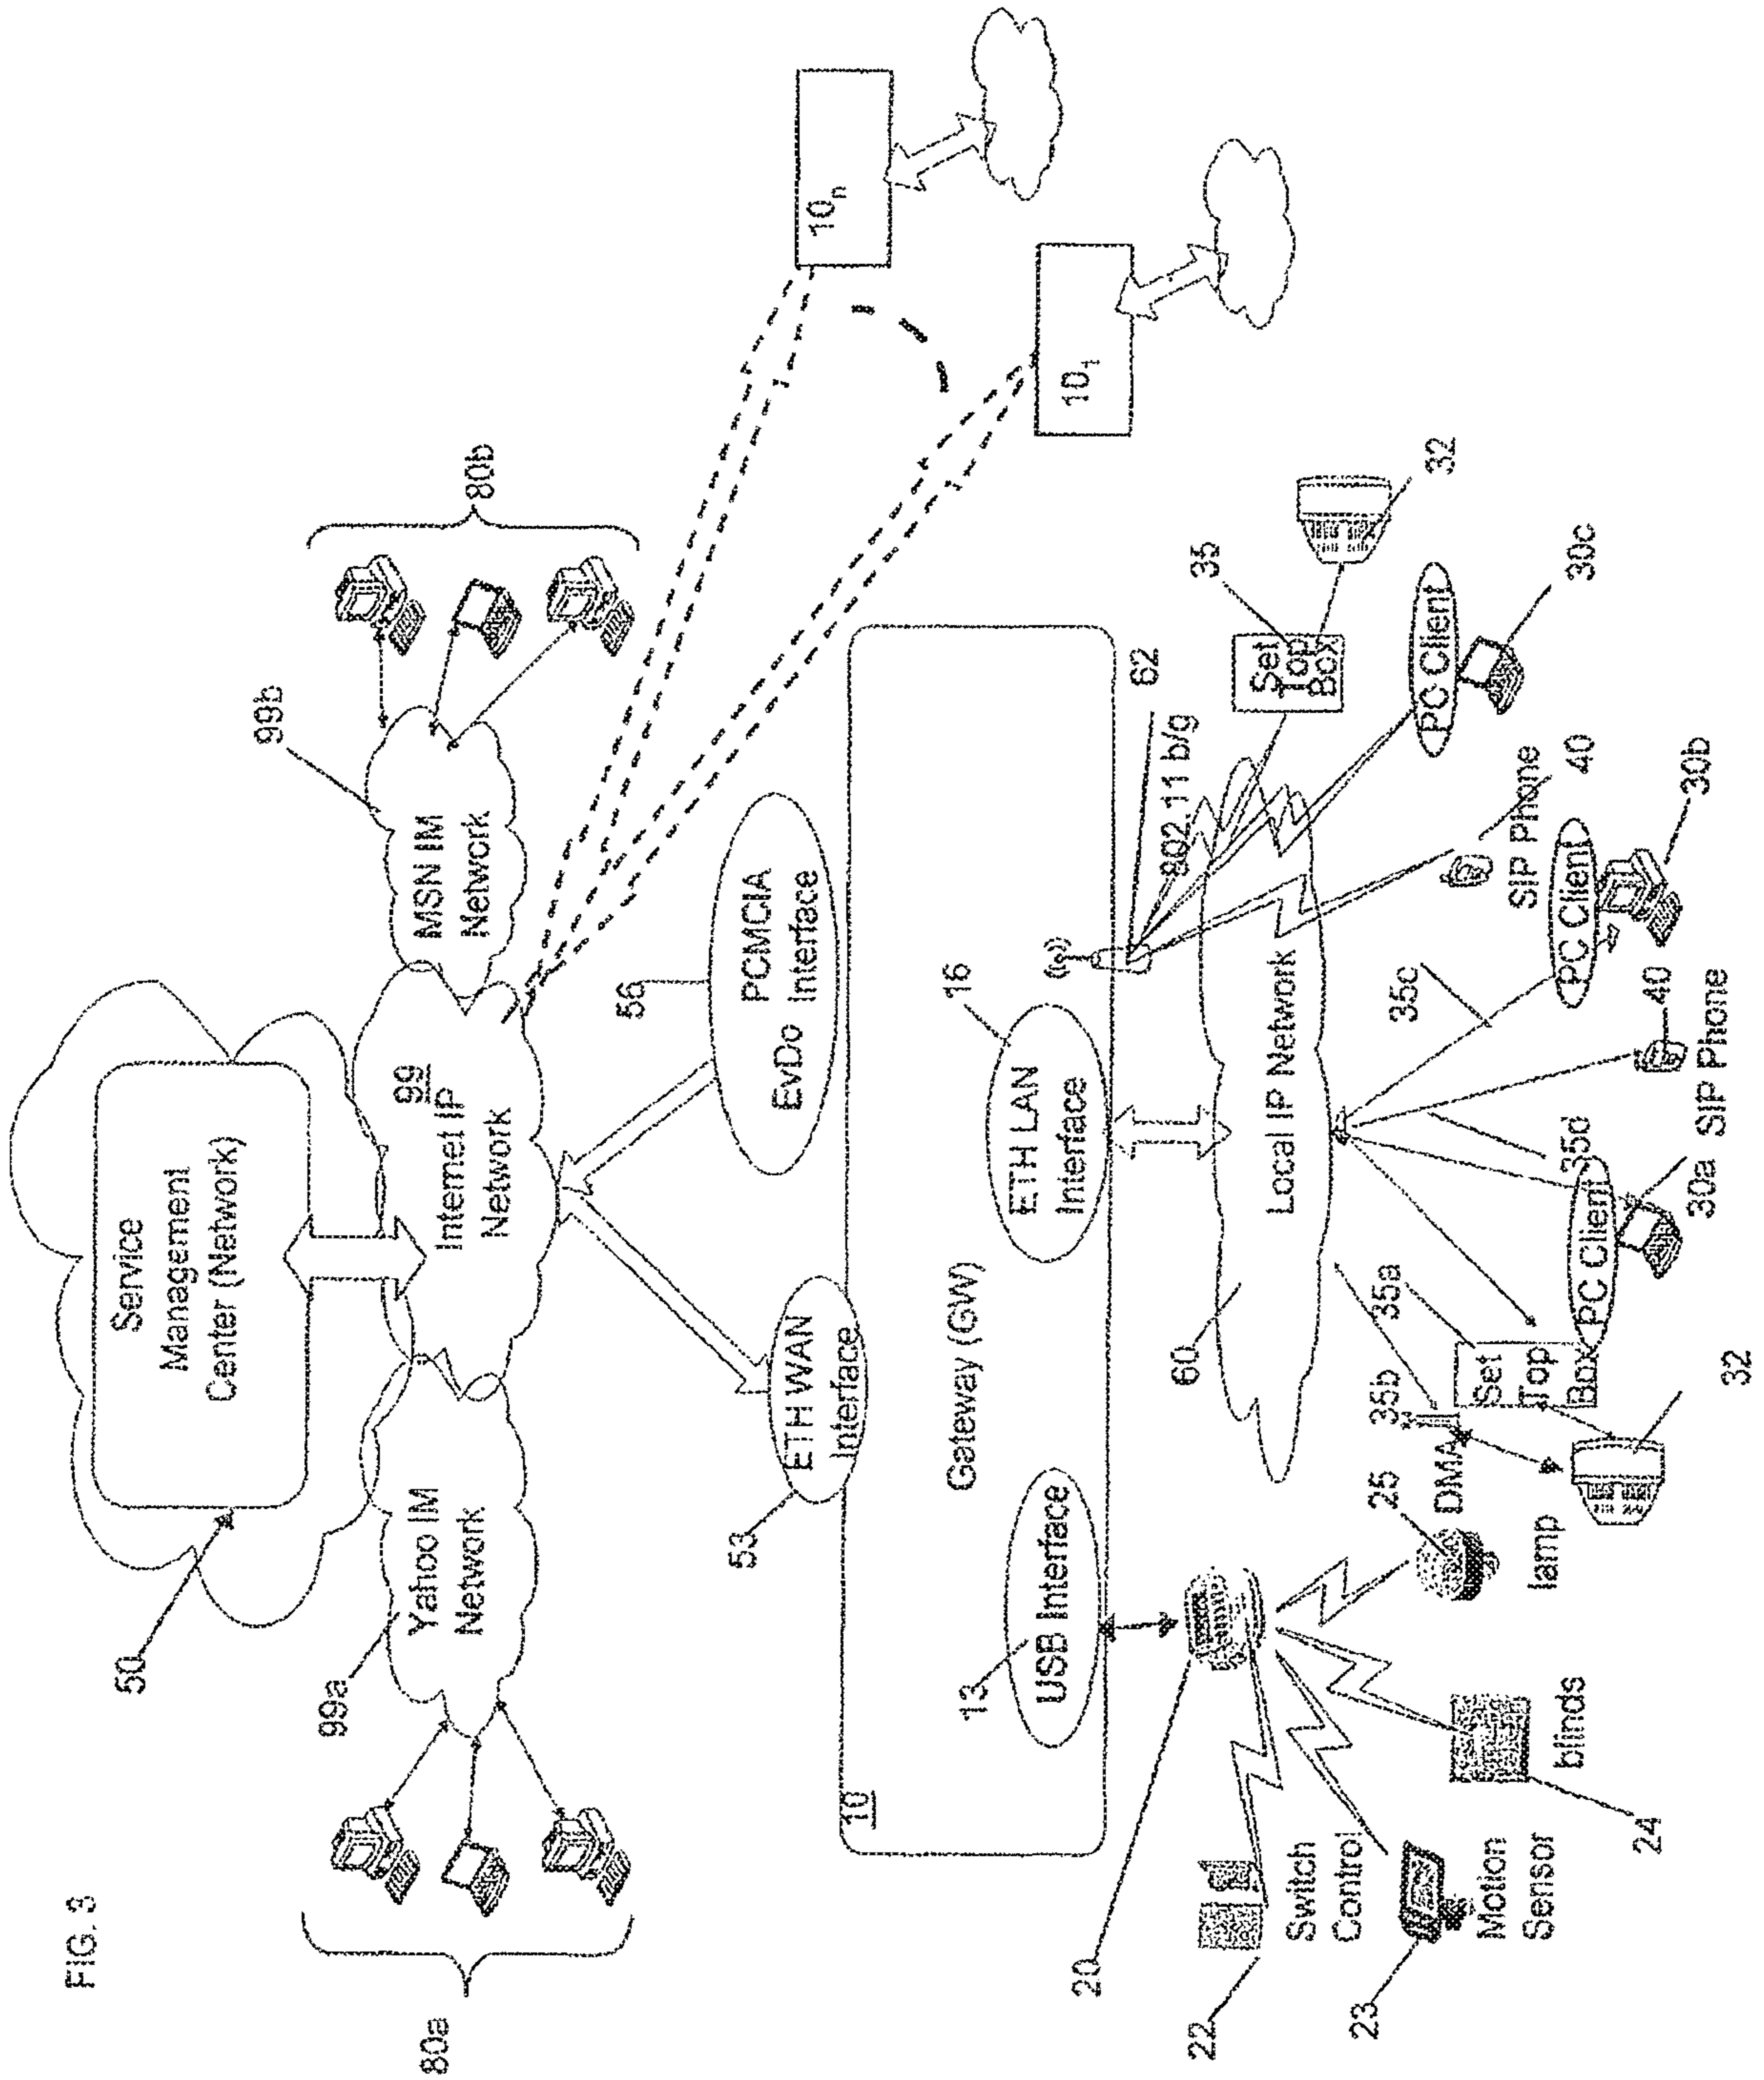 FIG. 3
50
Service
Management
Center (Network)
99a
Yahoo IM
Network
99
Internet IP
Network
MSN IM
Network
99b
80a
80b
53
ETH WAN
Interface
56
PCMCIA
EvDo Interface
10
Gateway (GW)
13
USB Interface
16
ETH LAN
Interface
62
802.11 b/g
10n
101
60
Local IP Network
20
22
Switch
Control
23
Motion
Sensor
24
blinds
25
lamp
DMA
35b
35a
Set
Top
Box
32
PC Client
30a
35d
SIP Phone
40
35c
PC Client
30b
SIP Phone
40
PC Client
30c
35
Set
Top
Box
32